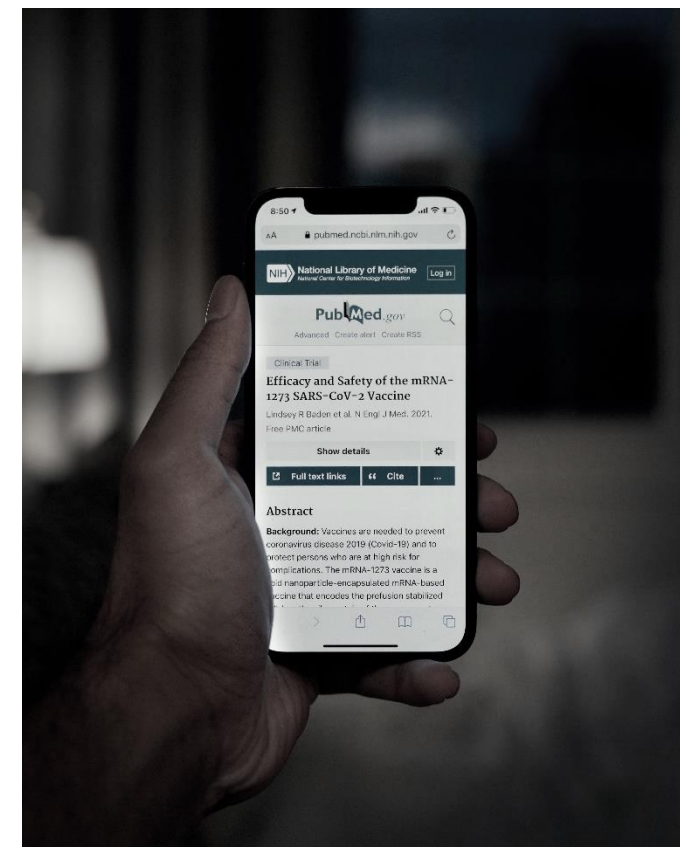 8:50
AA pubmed.ncbi.nlm.nih.gov
NIH National Library of Medicine Log in
National Center for Biotechnology Information
PubMed.gov
Advanced · Create alert · Create RSS
Clinical Trial
Efficacy and Safety of the mRNA-
1273 SARS-CoV-2 Vaccine
Lindsey R Baden et al. N Engl J Med. 2021.
Free PMC article
Show details
Full text links Cite ...
Abstract
Background: Vaccines are needed to prevent
coronavirus disease 2019 (Covid-19) and to
protect persons who are at high risk for
omplications. The mRNA-1273 vaccine is a
id nanoparticle-encapsulated mRNA-based
ccine that encodes the prefusion stabilized